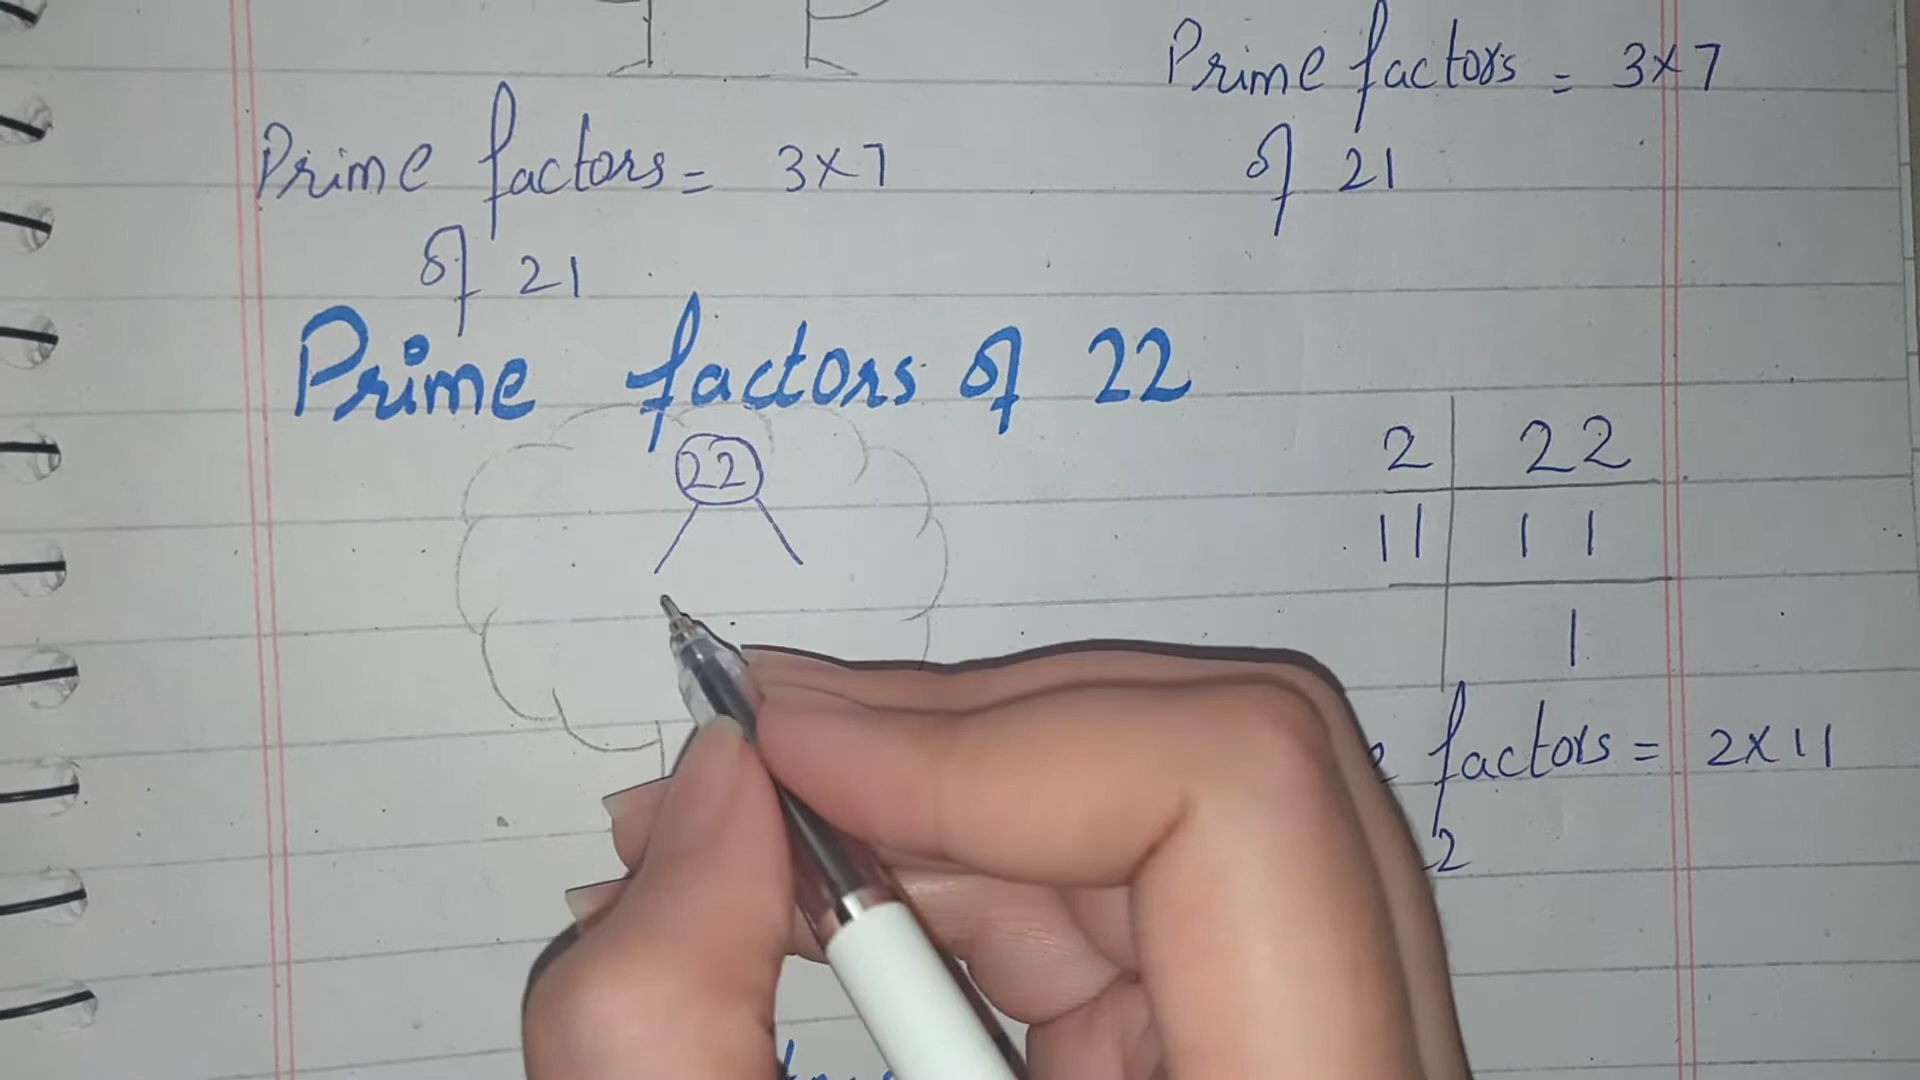 Prime factors = 3×7
of 21
Prime factors = 3×7
of 21
Prime factors of 22
22
2 | 22
11 | 11
1
factors = 2×11
2